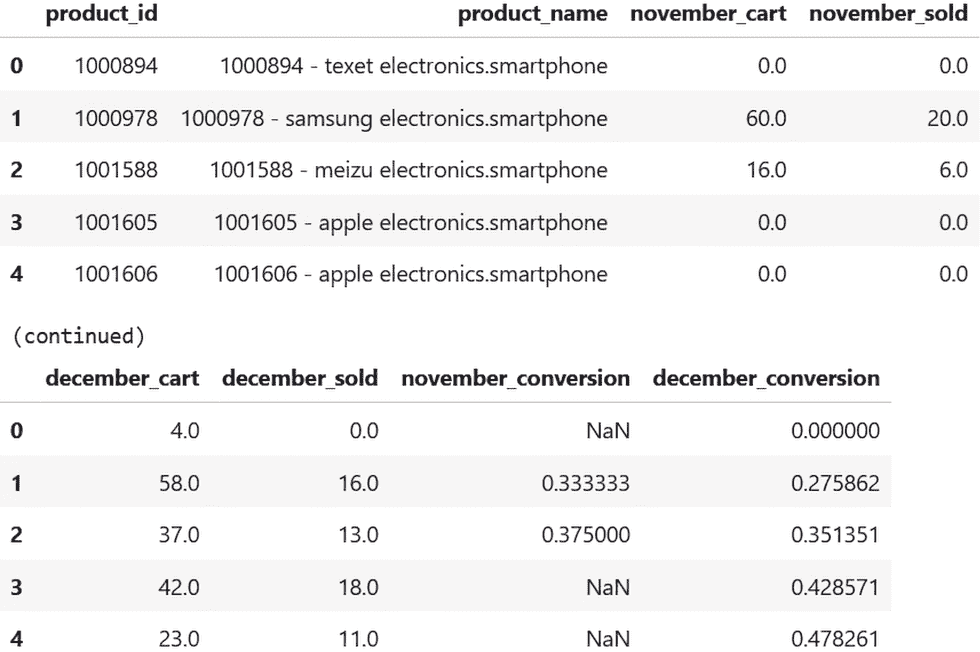 product_id product_name november_cart november_sold
0 1000894 1000894 - texet electronics.smartphone 0.0 0.0
1 1000978 1000978 - samsung electronics.smartphone 60.0 20.0
2 1001588 1001588 - meizu electronics.smartphone 16.0 6.0
3 1001605 1001605 - apple electronics.smartphone 0.0 0.0
4 1001606 1001606 - apple electronics.smartphone 0.0 0.0
(continued)
december_cart december_sold november_conversion december_conversion
0 4.0 0.0 NaN 0.000000
1 58.0 16.0 0.333333 0.275862
2 37.0 13.0 0.375000 0.351351
3 42.0 18.0 NaN 0.428571
4 23.0 11.0 NaN 0.478261